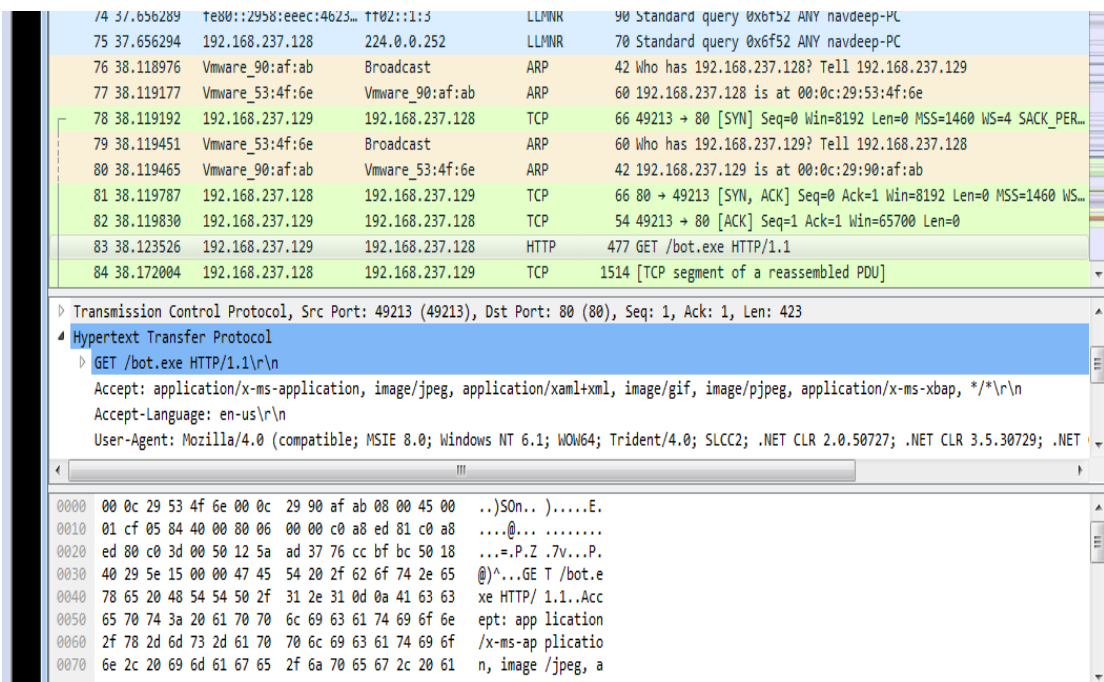 74 37.656289 fe80::2958:eeec:4623… ff02::1:3 LLMNR 90 Standard query 0x6f52 ANY navdeep-PC
75 37.656294 192.168.237.128 224.0.0.252 LLMNR 70 Standard query 0x6f52 ANY navdeep-PC
76 38.118976 Vmware_90:af:ab Broadcast ARP 42 Who has 192.168.237.128? Tell 192.168.237.129
77 38.119177 Vmware_53:4f:6e Vmware_90:af:ab ARP 60 192.168.237.128 is at 00:0c:29:53:4f:6e
78 38.119192 192.168.237.129 192.168.237.128 TCP 66 49213 → 80 [SYN] Seq=0 Win=8192 Len=0 MSS=1460 WS=4 SACK_PER…
79 38.119451 Vmware_53:4f:6e Broadcast ARP 60 Who has 192.168.237.129? Tell 192.168.237.128
80 38.119465 Vmware_90:af:ab Vmware_53:4f:6e ARP 42 192.168.237.129 is at 00:0c:29:90:af:ab
81 38.119787 192.168.237.128 192.168.237.129 TCP 66 80 → 49213 [SYN, ACK] Seq=0 Ack=1 Win=8192 Len=0 MSS=1460 WS…
82 38.119830 192.168.237.129 192.168.237.128 TCP 54 49213 → 80 [ACK] Seq=1 Ack=1 Win=65700 Len=0
83 38.123526 192.168.237.129 192.168.237.128 HTTP 477 GET /bot.exe HTTP/1.1
84 38.172004 192.168.237.128 192.168.237.129 TCP 1514 [TCP segment of a reassembled PDU]
Transmission Control Protocol, Src Port: 49213 (49213), Dst Port: 80 (80), Seq: 1, Ack: 1, Len: 423
Hypertext Transfer Protocol
GET /bot.exe HTTP/1.1\r\n
Accept: application/x-ms-application, image/jpeg, application/xaml+xml, image/gif, image/pjpeg, application/x-ms-xbap, */*\r\n
Accept-Language: en-us\r\n
User-Agent: Mozilla/4.0 (compatible; MSIE 8.0; Windows NT 6.1; WOW64; Trident/4.0; SLCC2; .NET CLR 2.0.50727; .NET CLR 3.5.30729; .NET
0000 00 0c 29 53 4f 6e 00 0c 29 90 af ab 08 00 45 00 ..)SOn.. ).....E.
0010 01 cf 05 84 40 00 80 06 00 00 c0 a8 ed 81 c0 a8 ....@... ........
0020 ed 80 c0 3d 00 50 12 5a ad 37 76 cc bf bc 50 18 ...=.P.Z .7v...P.
0030 40 29 5e 15 00 00 47 45 54 20 2f 62 6f 74 2e 65 @)^...GE T /bot.e
0040 78 65 20 48 54 54 50 2f 31 2e 31 0d 0a 41 63 63 xe HTTP/ 1.1..Acc
0050 65 70 74 3a 20 61 70 70 6c 69 63 61 74 69 6f 6e ept: app lication
0060 2f 78 2d 6d 73 2d 61 70 70 6c 69 63 61 74 69 6f /x-ms-ap plicatio
0070 6e 2c 20 69 6d 61 67 65 2f 6a 70 65 67 2c 20 61 n, image /jpeg, a